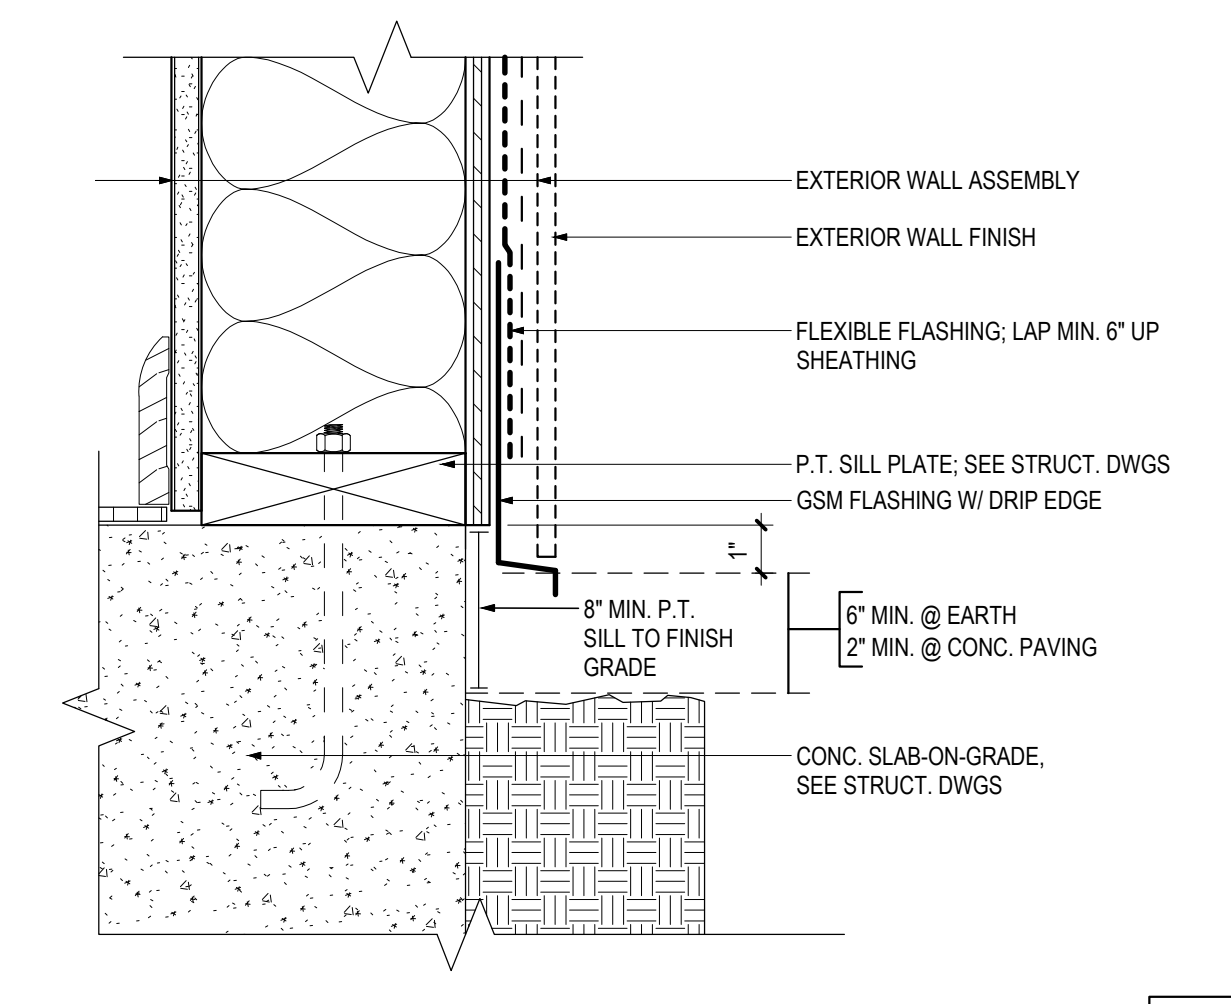 EXTERIOR WALL ASSEMBLY
EXTERIOR WALL FINISH
FLEXIBLE FLASHING; LAP MIN. 6" UP
SHEATHING
P.T. SILL PLATE; SEE STRUCT. DWGS
GSM FLASHING W/ DRIP EDGE
1"
8" MIN. P.T.
SILL TO FINISH
GRADE
6" MIN. @ EARTH
2" MIN. @ CONC. PAVING
CONC. SLAB-ON-GRADE,
SEE STRUCT. DWGS